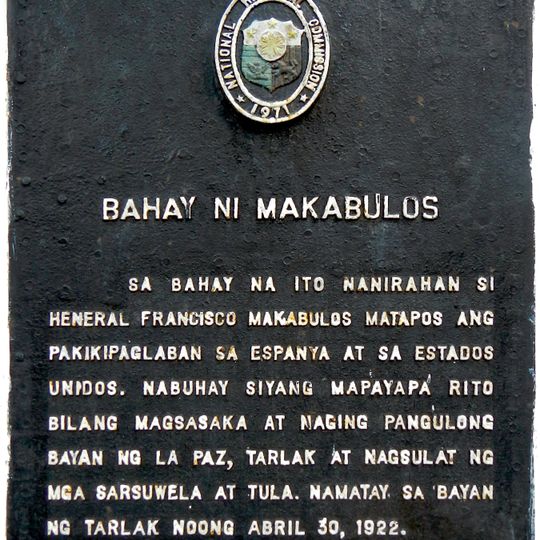 NATIONAL COMMISSION
1971
BAHAY NI MAKABULOS
SA BAHAY NA ITO NANIRAHAN SI
HENERAL FRANCISCO MAKABULOS MATAPOS ANG
PAKIKIPAGLABAN SA ESPANYA AT SA ESTADOS
UNIDOS. NABUHAY SIYANG MAPAYAPA RITO
BILANG MAGSASAKA AT NAGING PANGULONG
BAYAN NG LA PAZ, TARLAK AT NAGSULAT NG
MGA SARSUWELA AT TULA. NAMATAY SA BAYAN
NG TARLAK NOONG ABRIL 30, 1922.